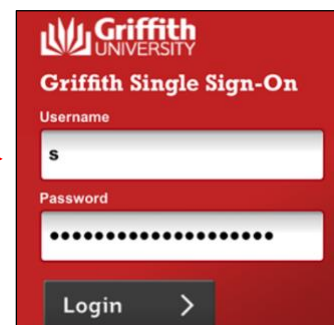 Griffith
UNIVERSITY
Griffith Single Sign-On
Username
s
Password
••••••••••••••••••••
Login >